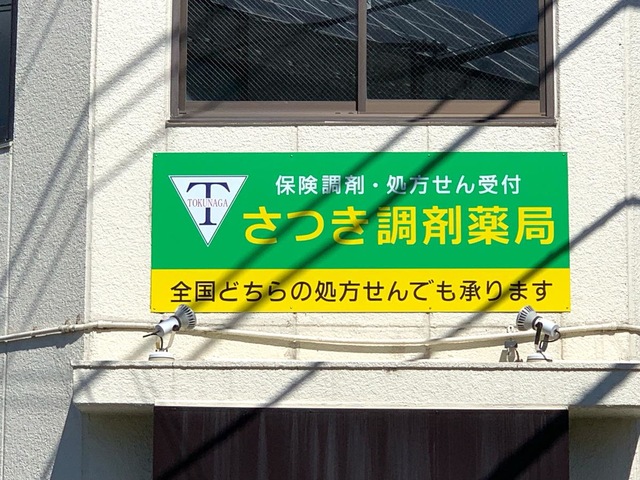 保険調剤・処方せん受付
T
TOKUNAGA
さつき調剤薬局
全国どちらの処方せんでも承ります